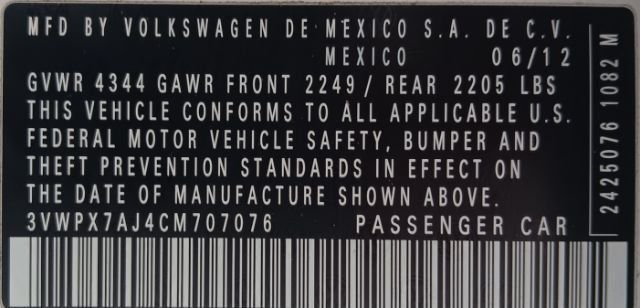 MFD BY VOLKSWAGEN DE MEXICO S.A. DE C.V.
MEXICO 06/12
GVWR 4344 GAWR FRONT 2249/ REAR 2205 LBS
THIS VEHICLE CONFORMS TO ALL APPLICABLE U.S.
FEDERAL MOTOR VEHICLE SAFETY, BUMPER AND
THEFT PREVENTION STANDARDS IN EFFECT ON
THE DATE OF MANUFACTURE SHOWN ABOVE.
3VWPX7AJ4CM707076 PASSENGER CAR
2425076 1082 M